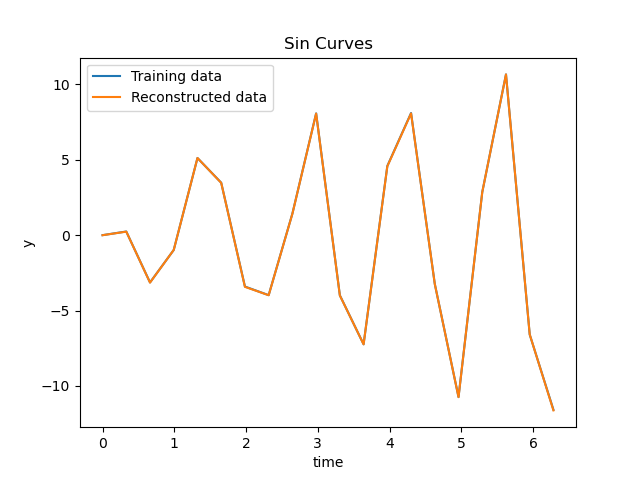 Sin Curves
Training data
Reconstructed data
10
5
0
−5
−10
y
0 1 2 3 4 5 6
time